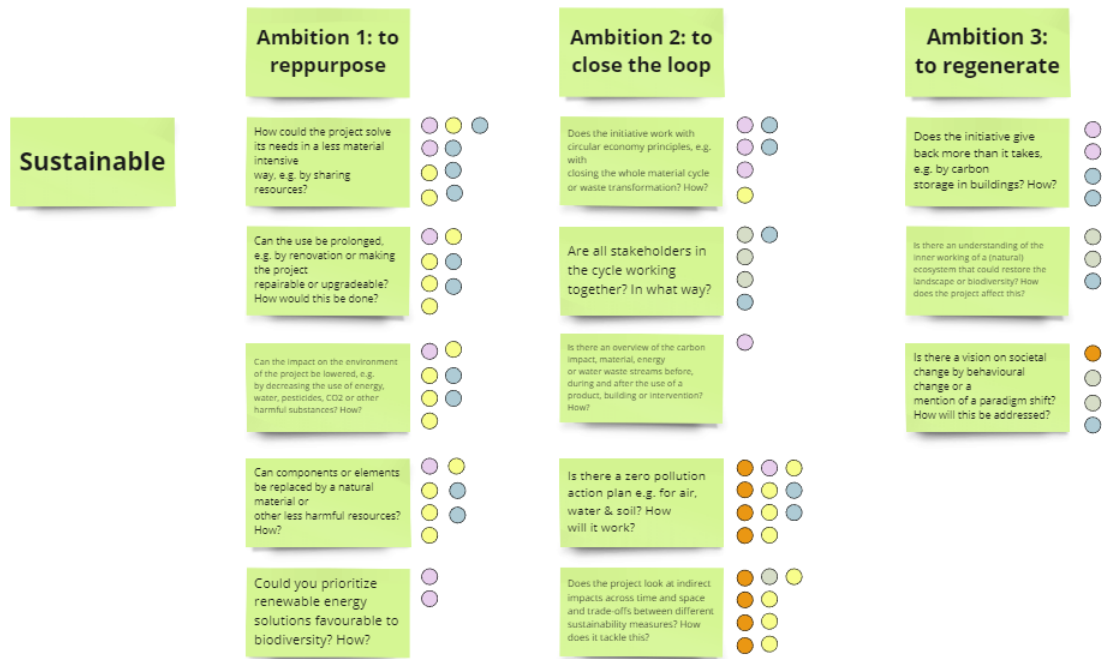 Ambition 1: to
reppurpose
Ambition 2: to
close the loop
Ambition 3:
to regenerate
Sustainable
How could the project solve
its needs in a less material
intensive
way, e.g. by sharing
resources?
Does the initiative work with
circular economy principles, e.g.
with
closing the whole material cycle
or waste transformation? How?
Does the initiative give
back more than it takes,
e.g. by carbon
storage in buildings? How?
Can the use be prolonged,
e.g. by renovation or making
the project
repairable or upgradeable?
How would this be done?
Are all stakeholders in
the cycle working
together? In what way?
Is there an understanding of the
inner working of a (natural)
ecosystem that could restore the
landscape or biodiversity? How
does the project affect this?
Can the impact on the environment
of the project be lowered, e.g.
by decreasing the use of energy,
water, pesticides, CO2 or other
harmful substances? How?
Is there an overview of the carbon
impact, material, energy
or water waste streams before,
during and after the use of a
product, building or intervention?
How?
Is there a vision on societal
change by behavioural
change or a
mention of a paradigm shift?
How will this be addressed?
Can components or elements
be replaced by a natural
material or
other less harmful resources?
How?
Is there a zero pollution
action plan e.g. for air,
water & soil? How
will it work?
Could you prioritize
renewable energy
solutions favourable to
biodiversity? How?
Does the project look at indirect
impacts across time and space
and trade-offs between different
sustainability measures? How
does it tackle this?